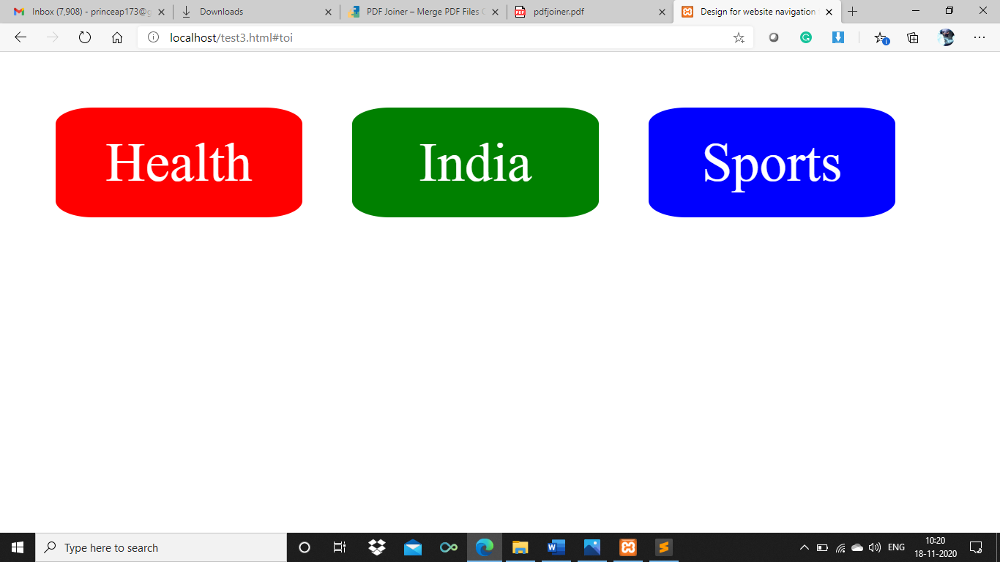 Inbox (7,908) - princeap173@g
Downloads
PDF Joiner – Merge PDF Files
pdfjoiner.pdf
Design for website navigation
localhost/test3.html#toi
Health
India
Sports
Type here to search
ENG
10:20
18-11-2020